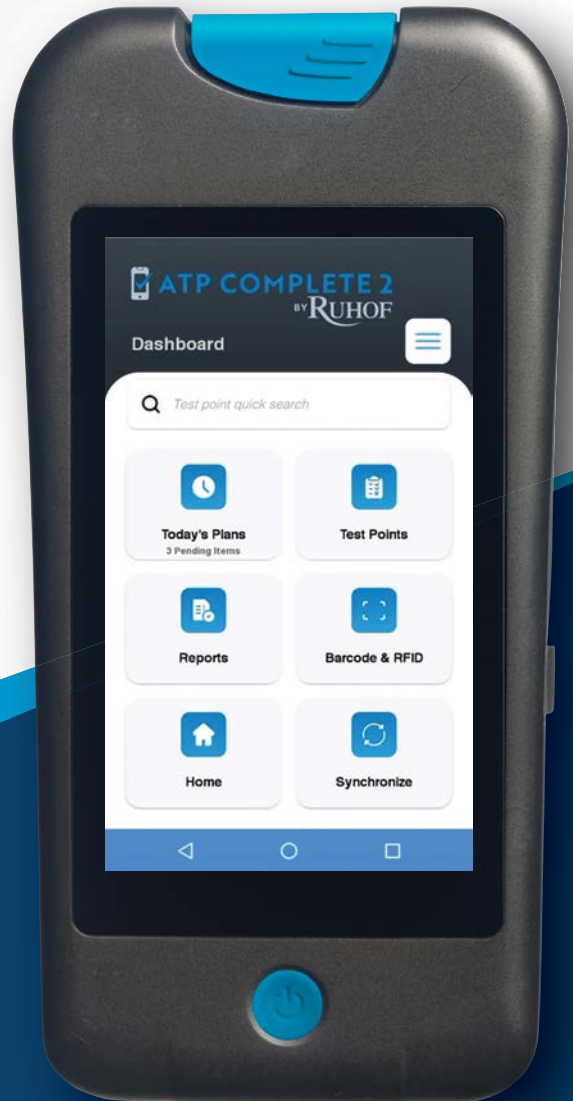 ATP COMPLETE 2
BY RUHOF
Dashboard
Test point quick search
Today's Plans
3 Pending Items
Test Points
Reports
Barcode & RFID
Home
Synchronize